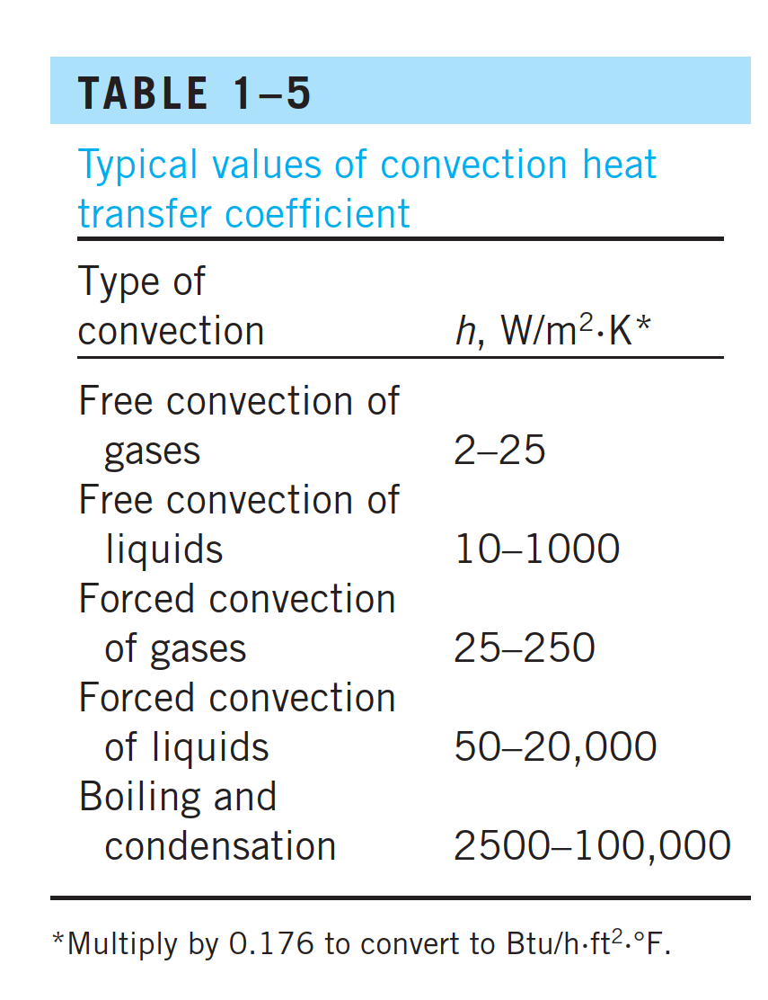 TABLE 1–5
Typical values of convection heat
transfer coefficient
Type of
convection h, W/m²·K*
Free convection of
gases 2–25
Free convection of
liquids 10–1000
Forced convection
of gases 25–250
Forced convection
of liquids 50–20,000
Boiling and
condensation 2500–100,000
*Multiply by 0.176 to convert to Btu/h·ft²·°F.